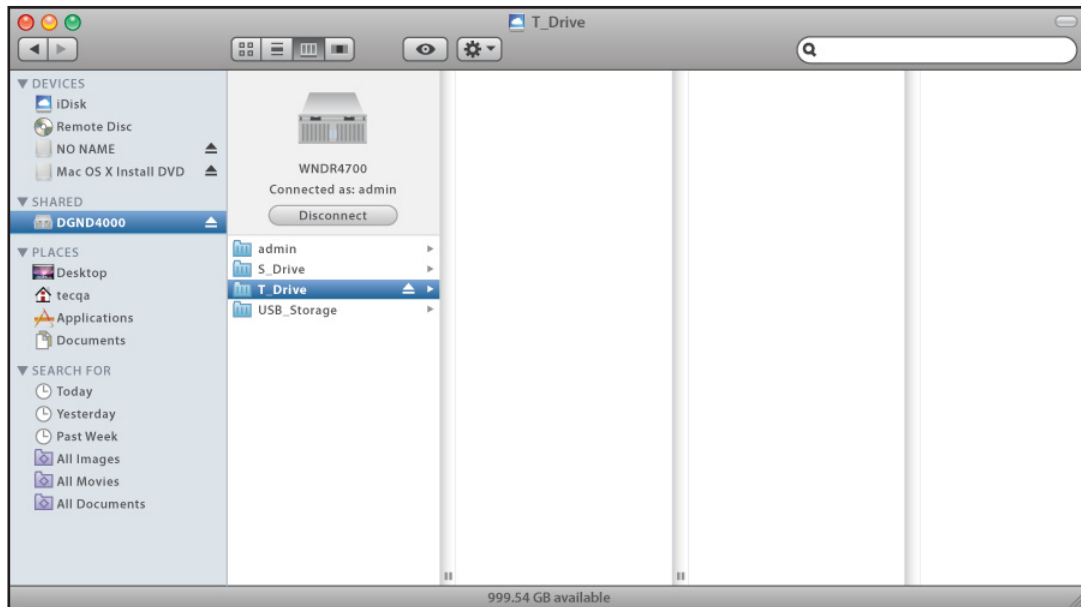 T_Drive
DEVICES
iDisk
Remote Disc
NO NAME
Mac OS X Install DVD
SHARED
DGND4000
PLACES
Desktop
tecqa
Applications
Documents
SEARCH FOR
Today
Yesterday
Past Week
All Images
All Movies
All Documents
WNDR4700
Connected as: admin
Disconnect
admin
S_Drive
T_Drive
USB_Storage
999.54 GB available